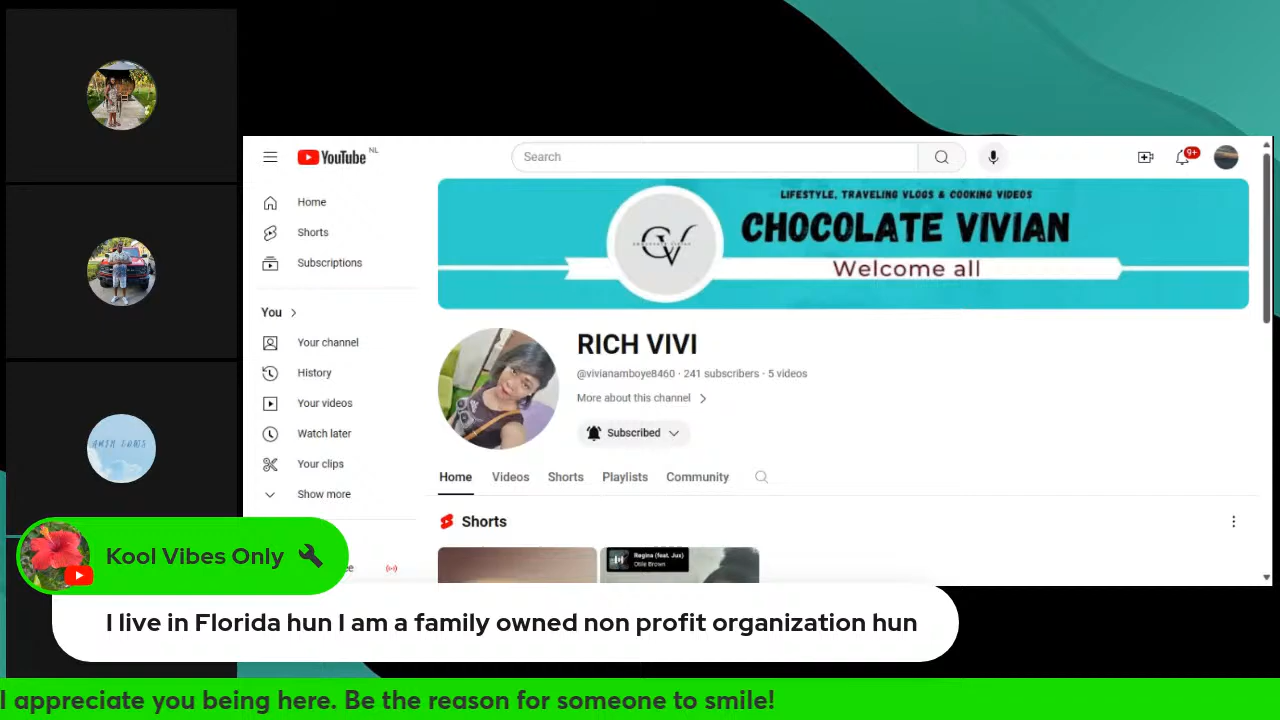 YouTube NL
Search
9+
Home
Shorts
Subscriptions
You
Your channel
History
Your videos
Watch later
Your clips
Show more
LIFESTYLE, TRAVELING VLOGS & COOKING VIDEOS
CHOCOLATE VIVIAN
Welcome all
CV
RICH VIVI
@vivianamboye8460 · 241 subscribers · 5 videos
More about this channel
Subscribed
Home Videos Shorts Playlists Community
Shorts
Regina (feat. Jux)
Otile Brown
Kool Vibes Only
I live in Florida hun I am a family owned non profit organization hun
I appreciate you being here. Be the reason for someone to smile!